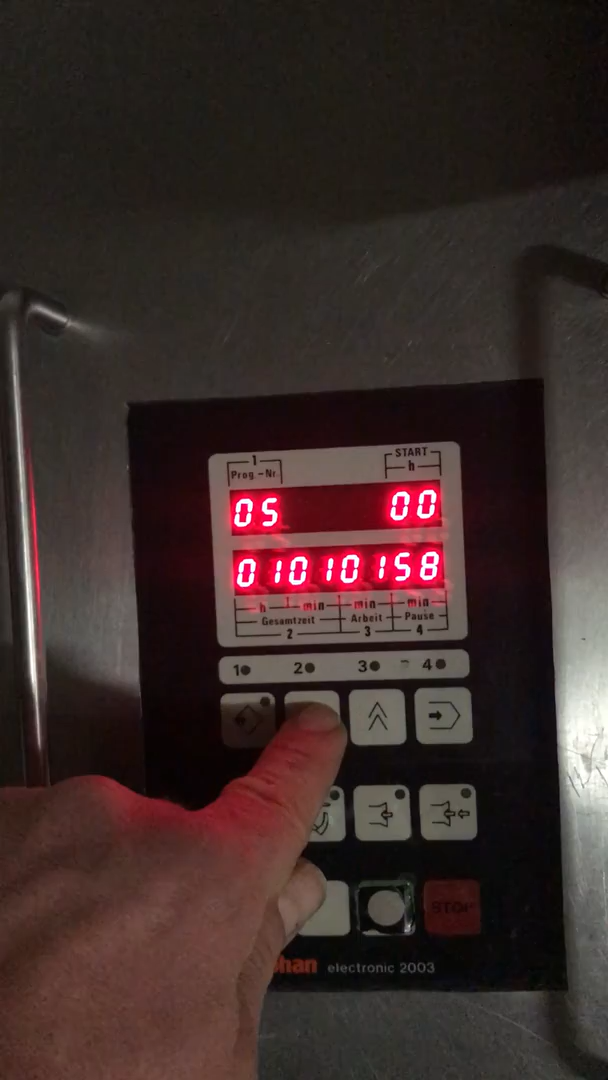 1 START
Prog.-Nr. h
05 00
01010158
h min min min
Gesamtzeit Arbeit Pause
2 3 4
1 2 3 4
STOP
electronic 2003